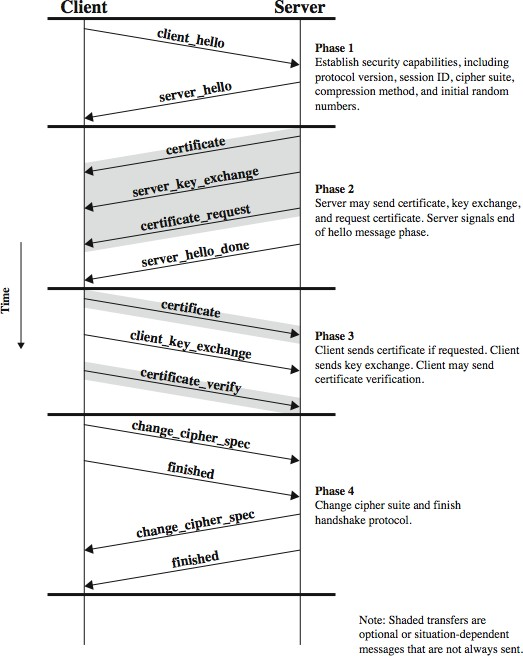 Client Server
client_hello
server_hello
Phase 1
Establish security capabilities, including
protocol version, session ID, cipher suite,
compression method, and initial random
numbers.
certificate
server_key_exchange
certificate_request
server_hello_done
Phase 2
Server may send certificate, key exchange,
and request certificate. Server signals end
of hello message phase.
Time
certificate
client_key_exchange
certificate_verify
Phase 3
Client sends certificate if requested. Client
sends key exchange. Client may send
certificate verification.
change_cipher_spec
finished
change_cipher_spec
finished
Phase 4
Change cipher suite and finish
handshake protocol.
Note: Shaded transfers are
optional or situation-dependent
messages that are not always sent.